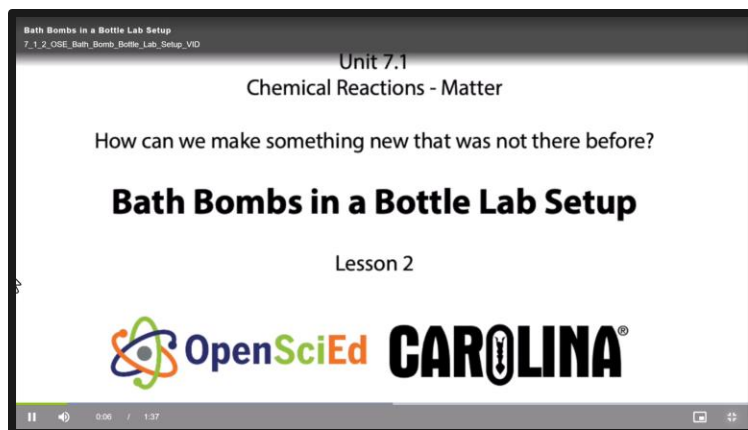 Bath Bombs in a Bottle Lab Setup
7_1_2_OSE_Bath_Bomb_Bottle_Lab_Setup_VID
Unit 7.1
Chemical Reactions - Matter
How can we make something new that was not there before?
Bath Bombs in a Bottle Lab Setup
Lesson 2
OpenSciEd CAROLINA®
0:06 / 1:37